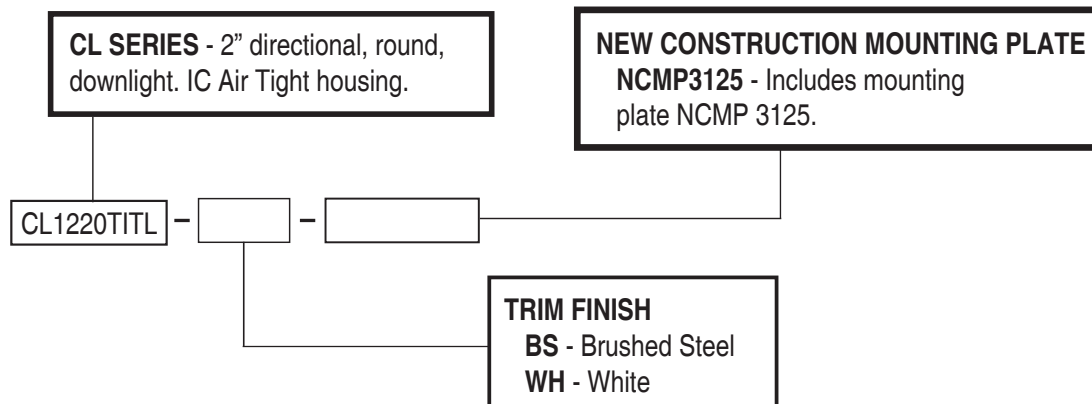 CL SERIES - 2” directional, round,
downlight. IC Air Tight housing.
NEW CONSTRUCTION MOUNTING PLATE
NCMP3125 - Includes mounting
plate NCMP 3125.
CL1220TITL – –
TRIM FINISH
BS - Brushed Steel
WH - White